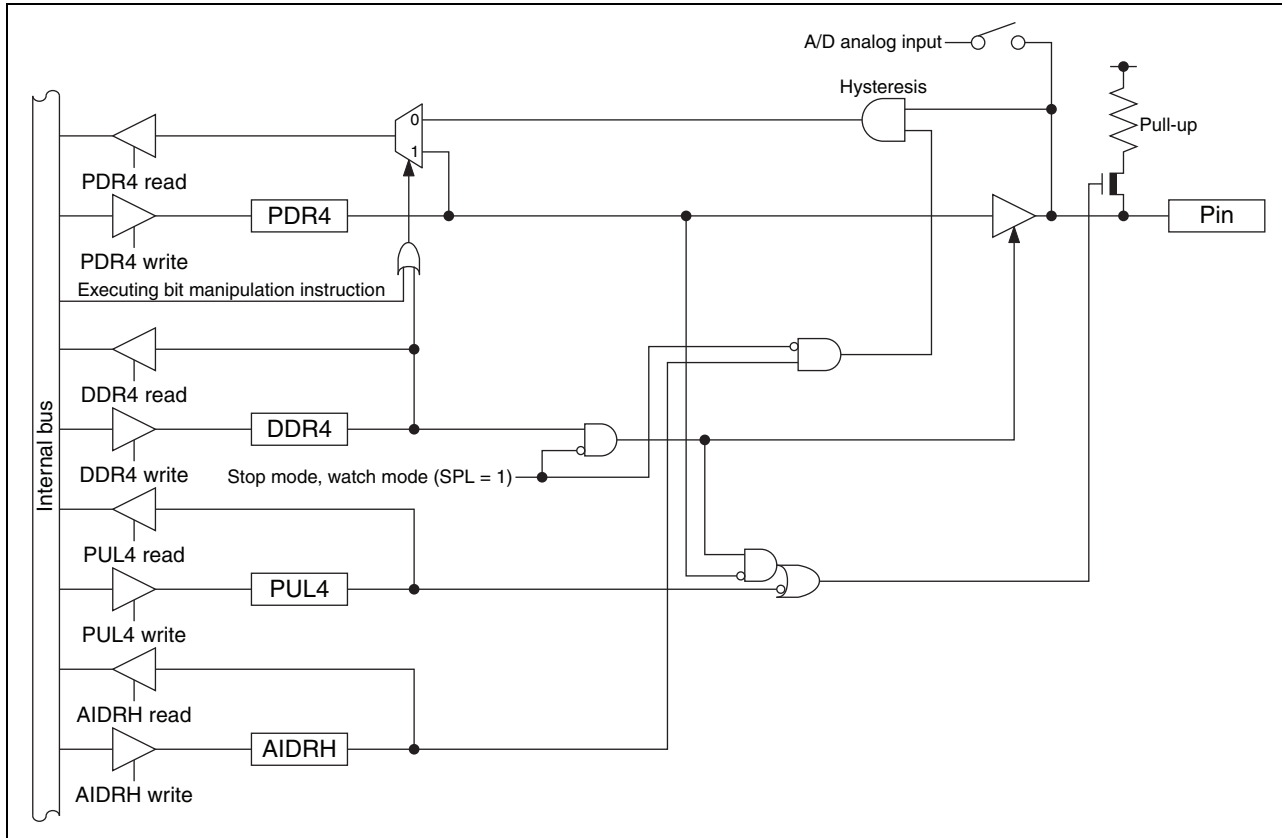 A/D analog input
Hysteresis
0
Pull-up
1
PDR4 read
PDR4
Pin
PDR4 write
Executing bit manipulation instruction
DDR4 read
DDR4
DDR4 write
Stop mode, watch mode (SPL = 1)
Internal bus
PUL4 read
PUL4
PUL4 write
AIDRH read
AIDRH
AIDRH write